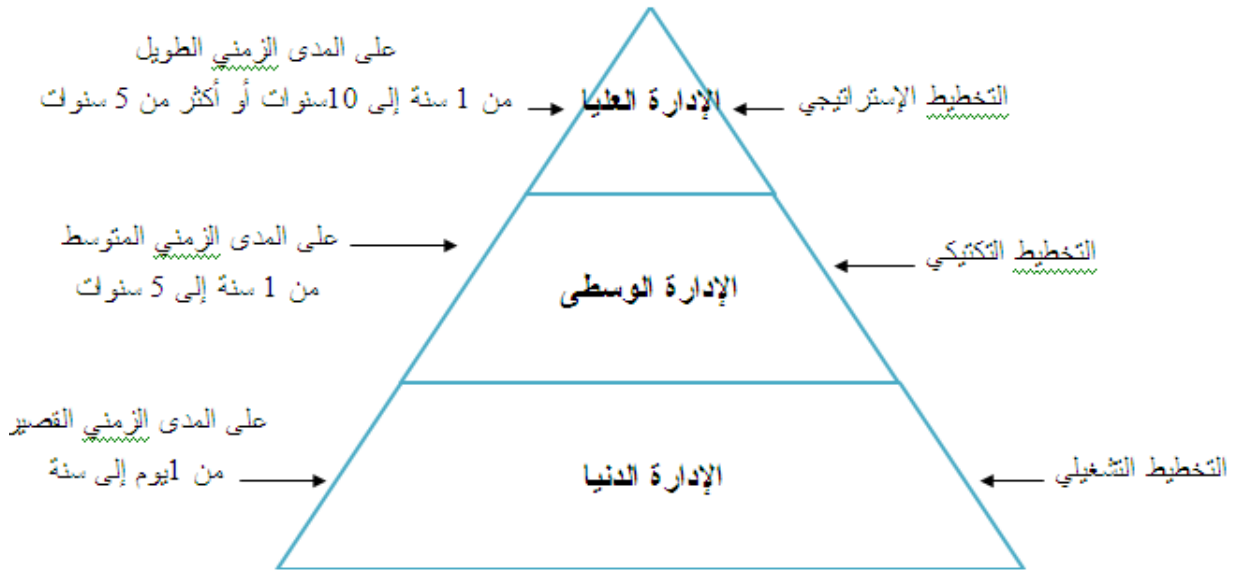 على المدى الزمني الطويل
من 1 سنة إلى 10سنوات أو أكثر من 5 سنوات
الإدارة العليا
التخطيط الإستراتيجي
على المدى الزمني المتوسط
من 1 سنة إلى 5 سنوات
الإدارة الوسطى
التخطيط التكتيكي
على المدى الزمني القصير
من 1يوم إلى سنة
الإدارة الدنيا
التخطيط التشغيلي